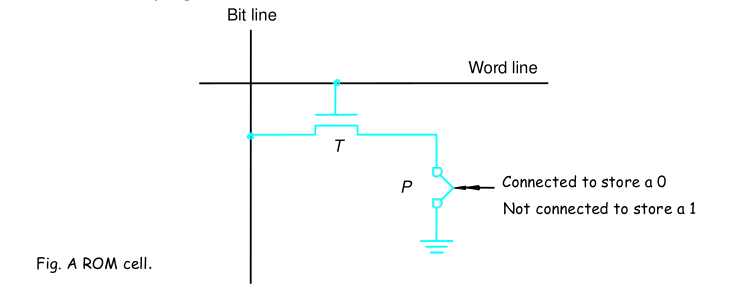 Bit line
Word line
T
P
Connected to store a 0
Not connected to store a 1
Fig. A ROM cell.